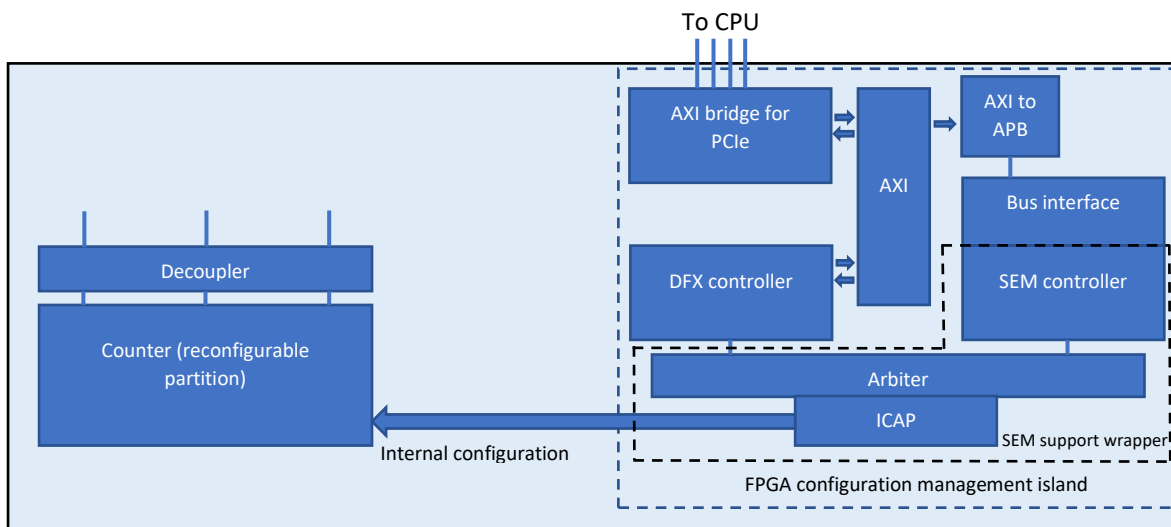 To CPU
AXI bridge for
PCIe
AXI
AXI to
APB
Bus interface
Decoupler
DFX controller
SEM controller
Counter (reconfigurable
partition)
Arbiter
ICAP
Internal configuration
SEM support wrapper
FPGA configuration management island